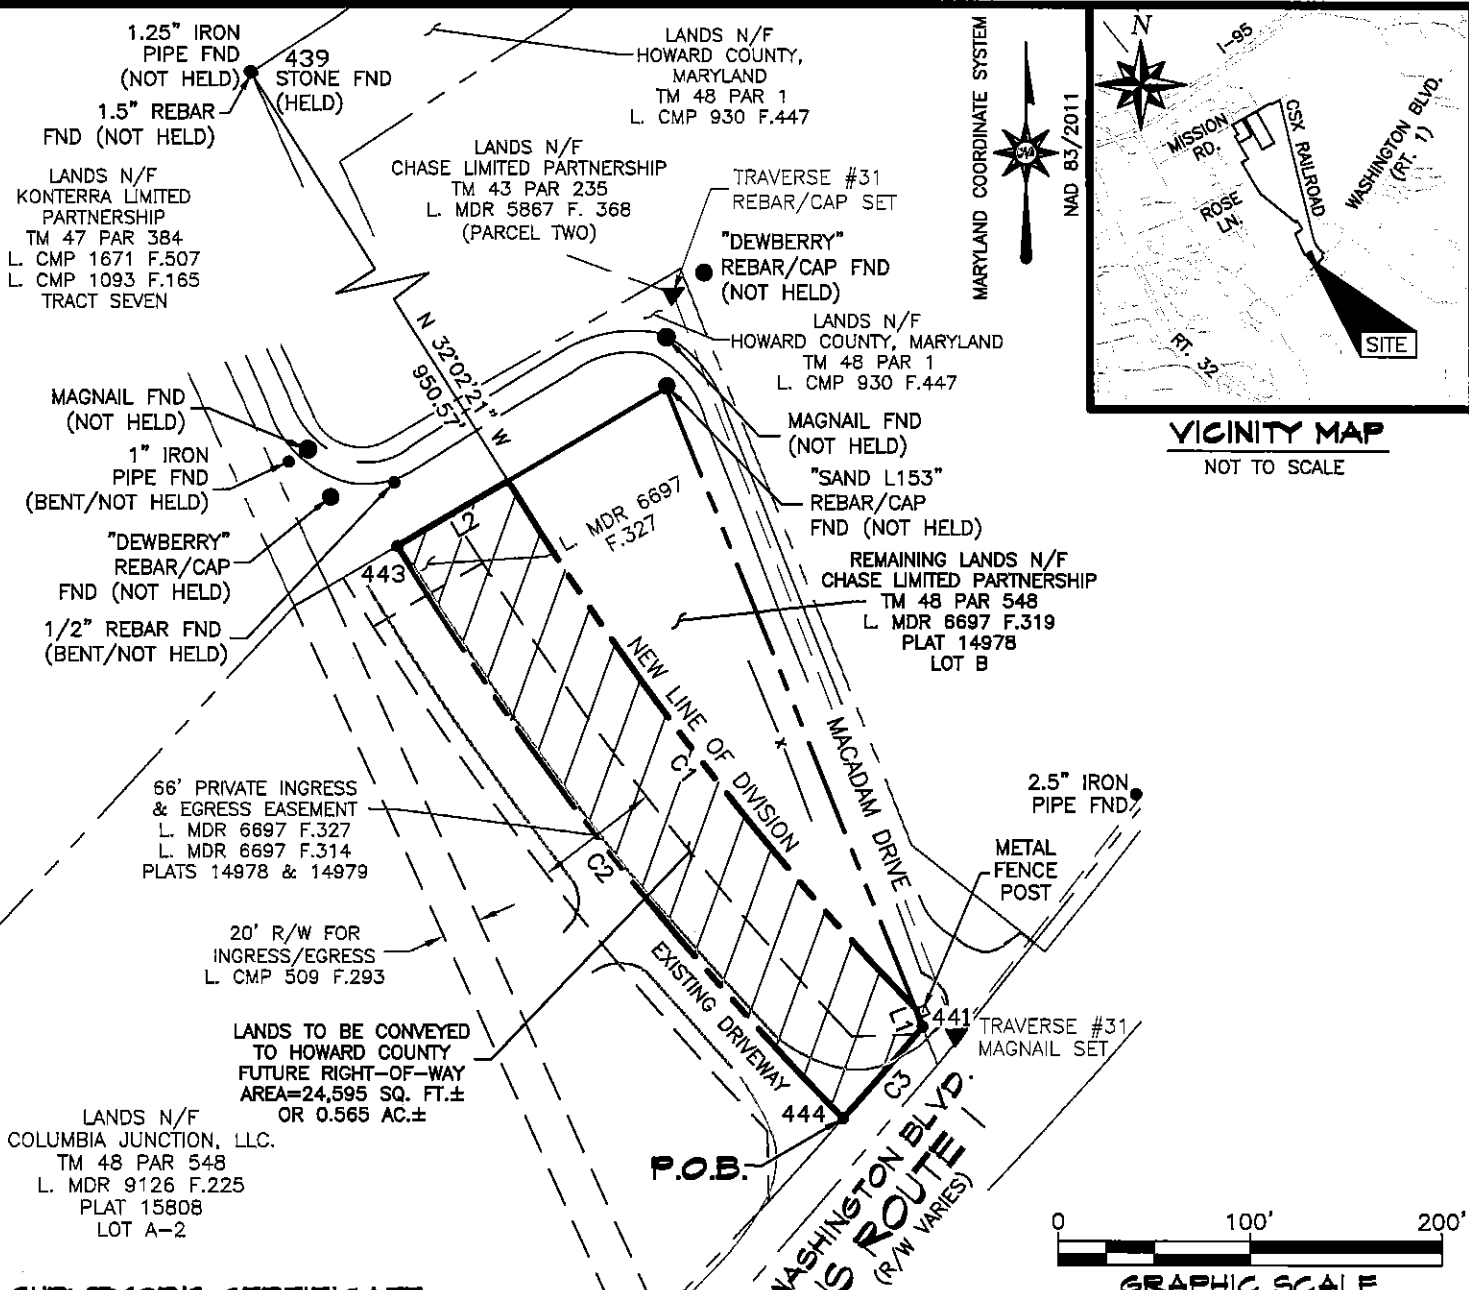 1.25" IRON
PIPE FND
(NOT HELD)
439
STONE FND
(HELD)
1.5" REBAR
FND (NOT HELD)
LANDS N/F
HOWARD COUNTY,
MARYLAND
TM 48 PAR 1
L. CMP 930 F.447
LANDS N/F
KONTERRA LIMITED
PARTNERSHIP
TM 47 PAR 384
L. CMP 1671 F.507
L. CMP 1093 F.165
TRACT SEVEN
LANDS N/F
CHASE LIMITED PARTNERSHIP
TM 43 PAR 235
L. MDR 5867 F. 368
(PARCEL TWO)
TRAVERSE #31
REBAR/CAP SET
"DEWBERRY"
REBAR/CAP FND
(NOT HELD)
MARYLAND COORDINATE SYSTEM
NAD 83/2011
N
I-95
MISSION
RD.
CSX RAILROAD
WASHINGTON BLVD.
(RT. 1)
ROSE
LN.
RT. 32
SITE
VICINITY MAP
NOT TO SCALE
LANDS N/F
HOWARD COUNTY, MARYLAND
TM 48 PAR 1
L. CMP 930 F.447
N 32°02'21" W
950.57'
MAGNAIL FND
(NOT HELD)
1" IRON
PIPE FND
(BENT/NOT HELD)
"DEWBERRY"
REBAR/CAP
FND (NOT HELD)
1/2" REBAR FND
(BENT/NOT HELD)
MAGNAIL FND
(NOT HELD)
"SAND L153"
REBAR/CAP
FND (NOT HELD)
L2
L. MDR 6697
F.327
443
REMAINING LANDS N/F
CHASE LIMITED PARTNERSHIP
TM 48 PAR 548
L. MDR 6697 F.319
PLAT 14978
LOT B
NEW LINE OF DIVISION
C1
MACADAM DRIVE
x
66' PRIVATE INGRESS
& EGRESS EASEMENT
L. MDR 6697 F.327
L. MDR 6697 F.314
PLATS 14978 & 14979
C2
2.5" IRON
PIPE FND
METAL
FENCE
POST
20' R/W FOR
INGRESS/EGRESS
L. CMP 509 F.293
EXISTING DRIVEWAY
LANDS TO BE CONVEYED
TO HOWARD COUNTY
FUTURE RIGHT-OF-WAY
AREA=24,595 SQ. FT.±
OR 0.565 AC.±
L1
441
TRAVERSE #31
MAGNAIL SET
C3
444
P.O.B.
LANDS N/F
COLUMBIA JUNCTION, LLC.
TM 48 PAR 548
L. MDR 9126 F.225
PLAT 15808
LOT A-2
WASHINGTON BLVD.
ROUTE
(R/W VARIES)
0 100' 200'
GRAPHIC SCALE